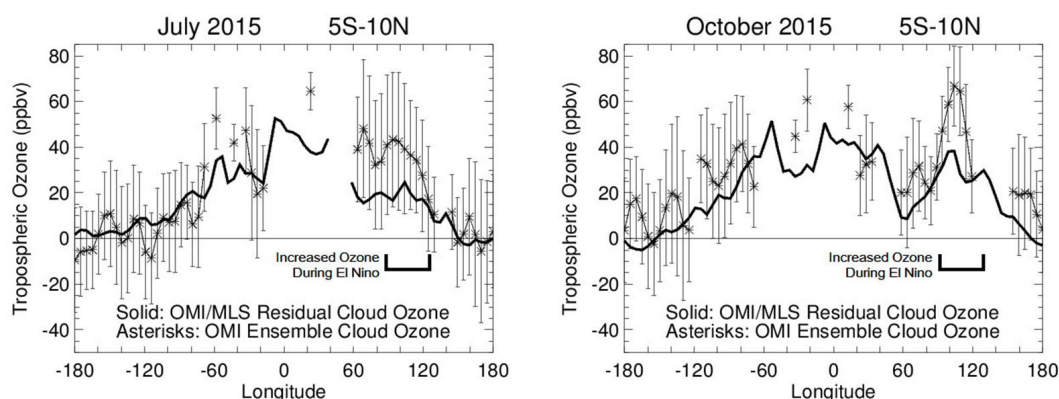 July 2015 5S-10N
Tropospheric Ozone (ppbv)
80
60
40
20
0
-20
-40
Increased Ozone
During El Nino
Solid: OMI/MLS Residual Cloud Ozone
Asterisks: OMI Ensemble Cloud Ozone
-180 -120 -60 0 60 120 180
Longitude
October 2015 5S-10N
Tropospheric Ozone (ppbv)
80
60
40
20
0
-20
-40
Increased Ozone
During El Nino
Solid: OMI/MLS Residual Cloud Ozone
Asterisks: OMI Ensemble Cloud Ozone
-180 -120 -60 0 60 120 180
Longitude